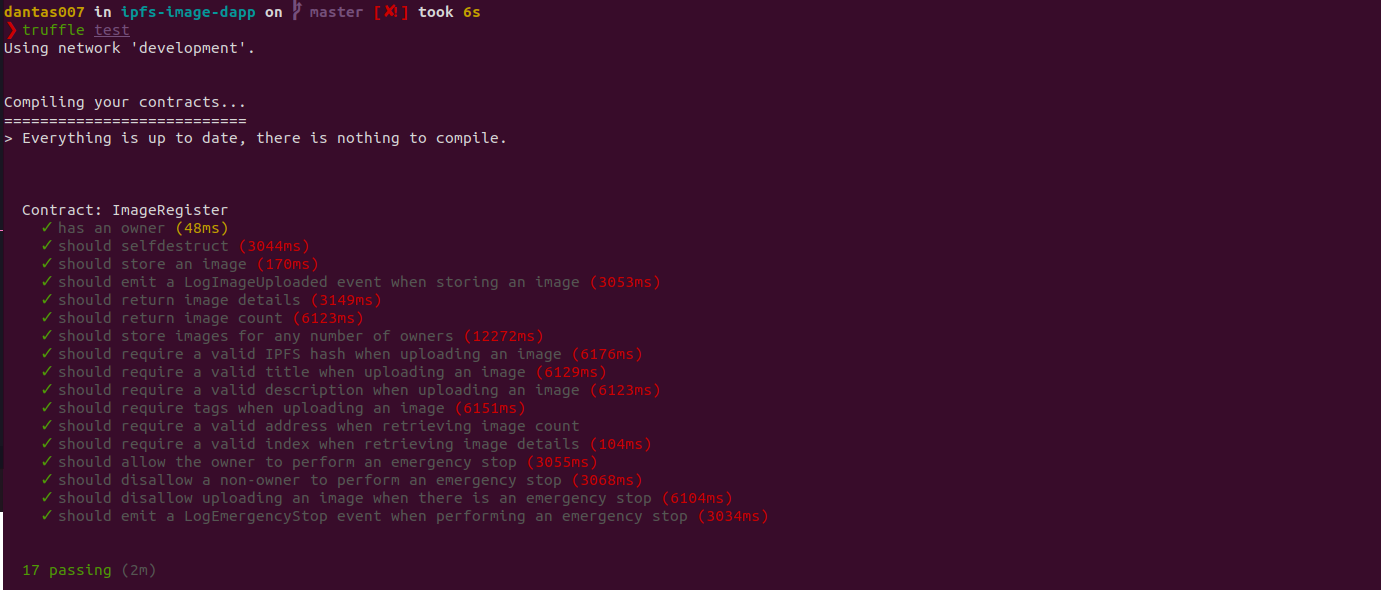 dantas007 in ipfs-image-dapp on master [✘!] took 6s
❯ truffle test
Using network 'development'.
Compiling your contracts...
===========================
> Everything is up to date, there is nothing to compile.
Contract: ImageRegister
✓ has an owner (48ms)
✓ should selfdestruct (3044ms)
✓ should store an image (170ms)
✓ should emit a LogImageUploaded event when storing an image (3053ms)
✓ should return image details (3149ms)
✓ should return image count (6123ms)
✓ should store images for any number of owners (12272ms)
✓ should require a valid IPFS hash when uploading an image (6176ms)
✓ should require a valid title when uploading an image (6129ms)
✓ should require a valid description when uploading an image (6123ms)
✓ should require tags when uploading an image (6151ms)
✓ should require a valid address when retrieving image count
✓ should require a valid index when retrieving image details (104ms)
✓ should allow the owner to perform an emergency stop (3055ms)
✓ should disallow a non-owner to perform an emergency stop (3068ms)
✓ should disallow uploading an image when there is an emergency stop (6104ms)
✓ should emit a LogEmergencyStop event when performing an emergency stop (3034ms)
17 passing (2m)